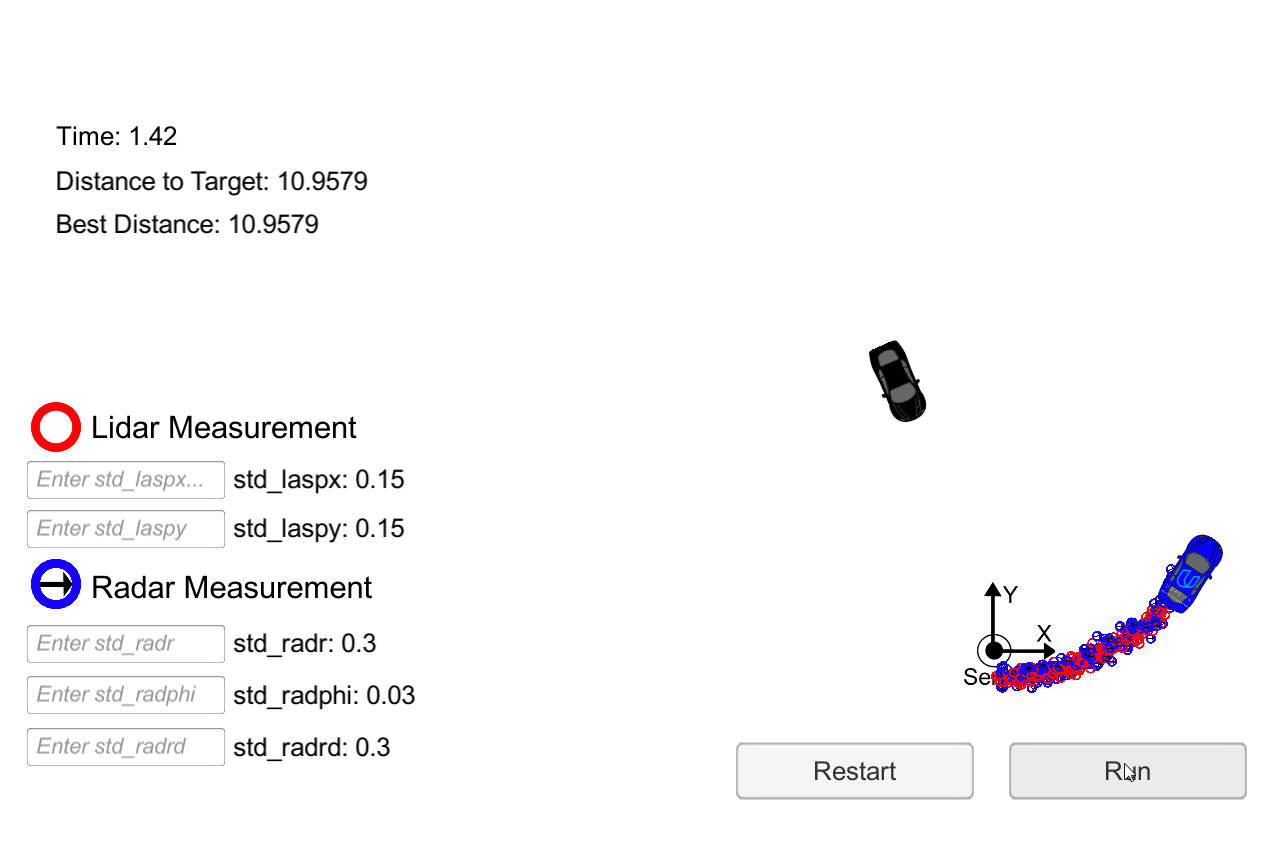 Time: 1.42
Distance to Target: 10.9579
Best Distance: 10.9579
Lidar Measurement
Enter std_laspx... std_laspx: 0.15
Enter std_laspy std_laspy: 0.15
Radar Measurement
Enter std_radr std_radr: 0.3
Enter std_radphi std_radphi: 0.03
Enter std_radrd std_radrd: 0.3
Y
X
Se
Restart
Run